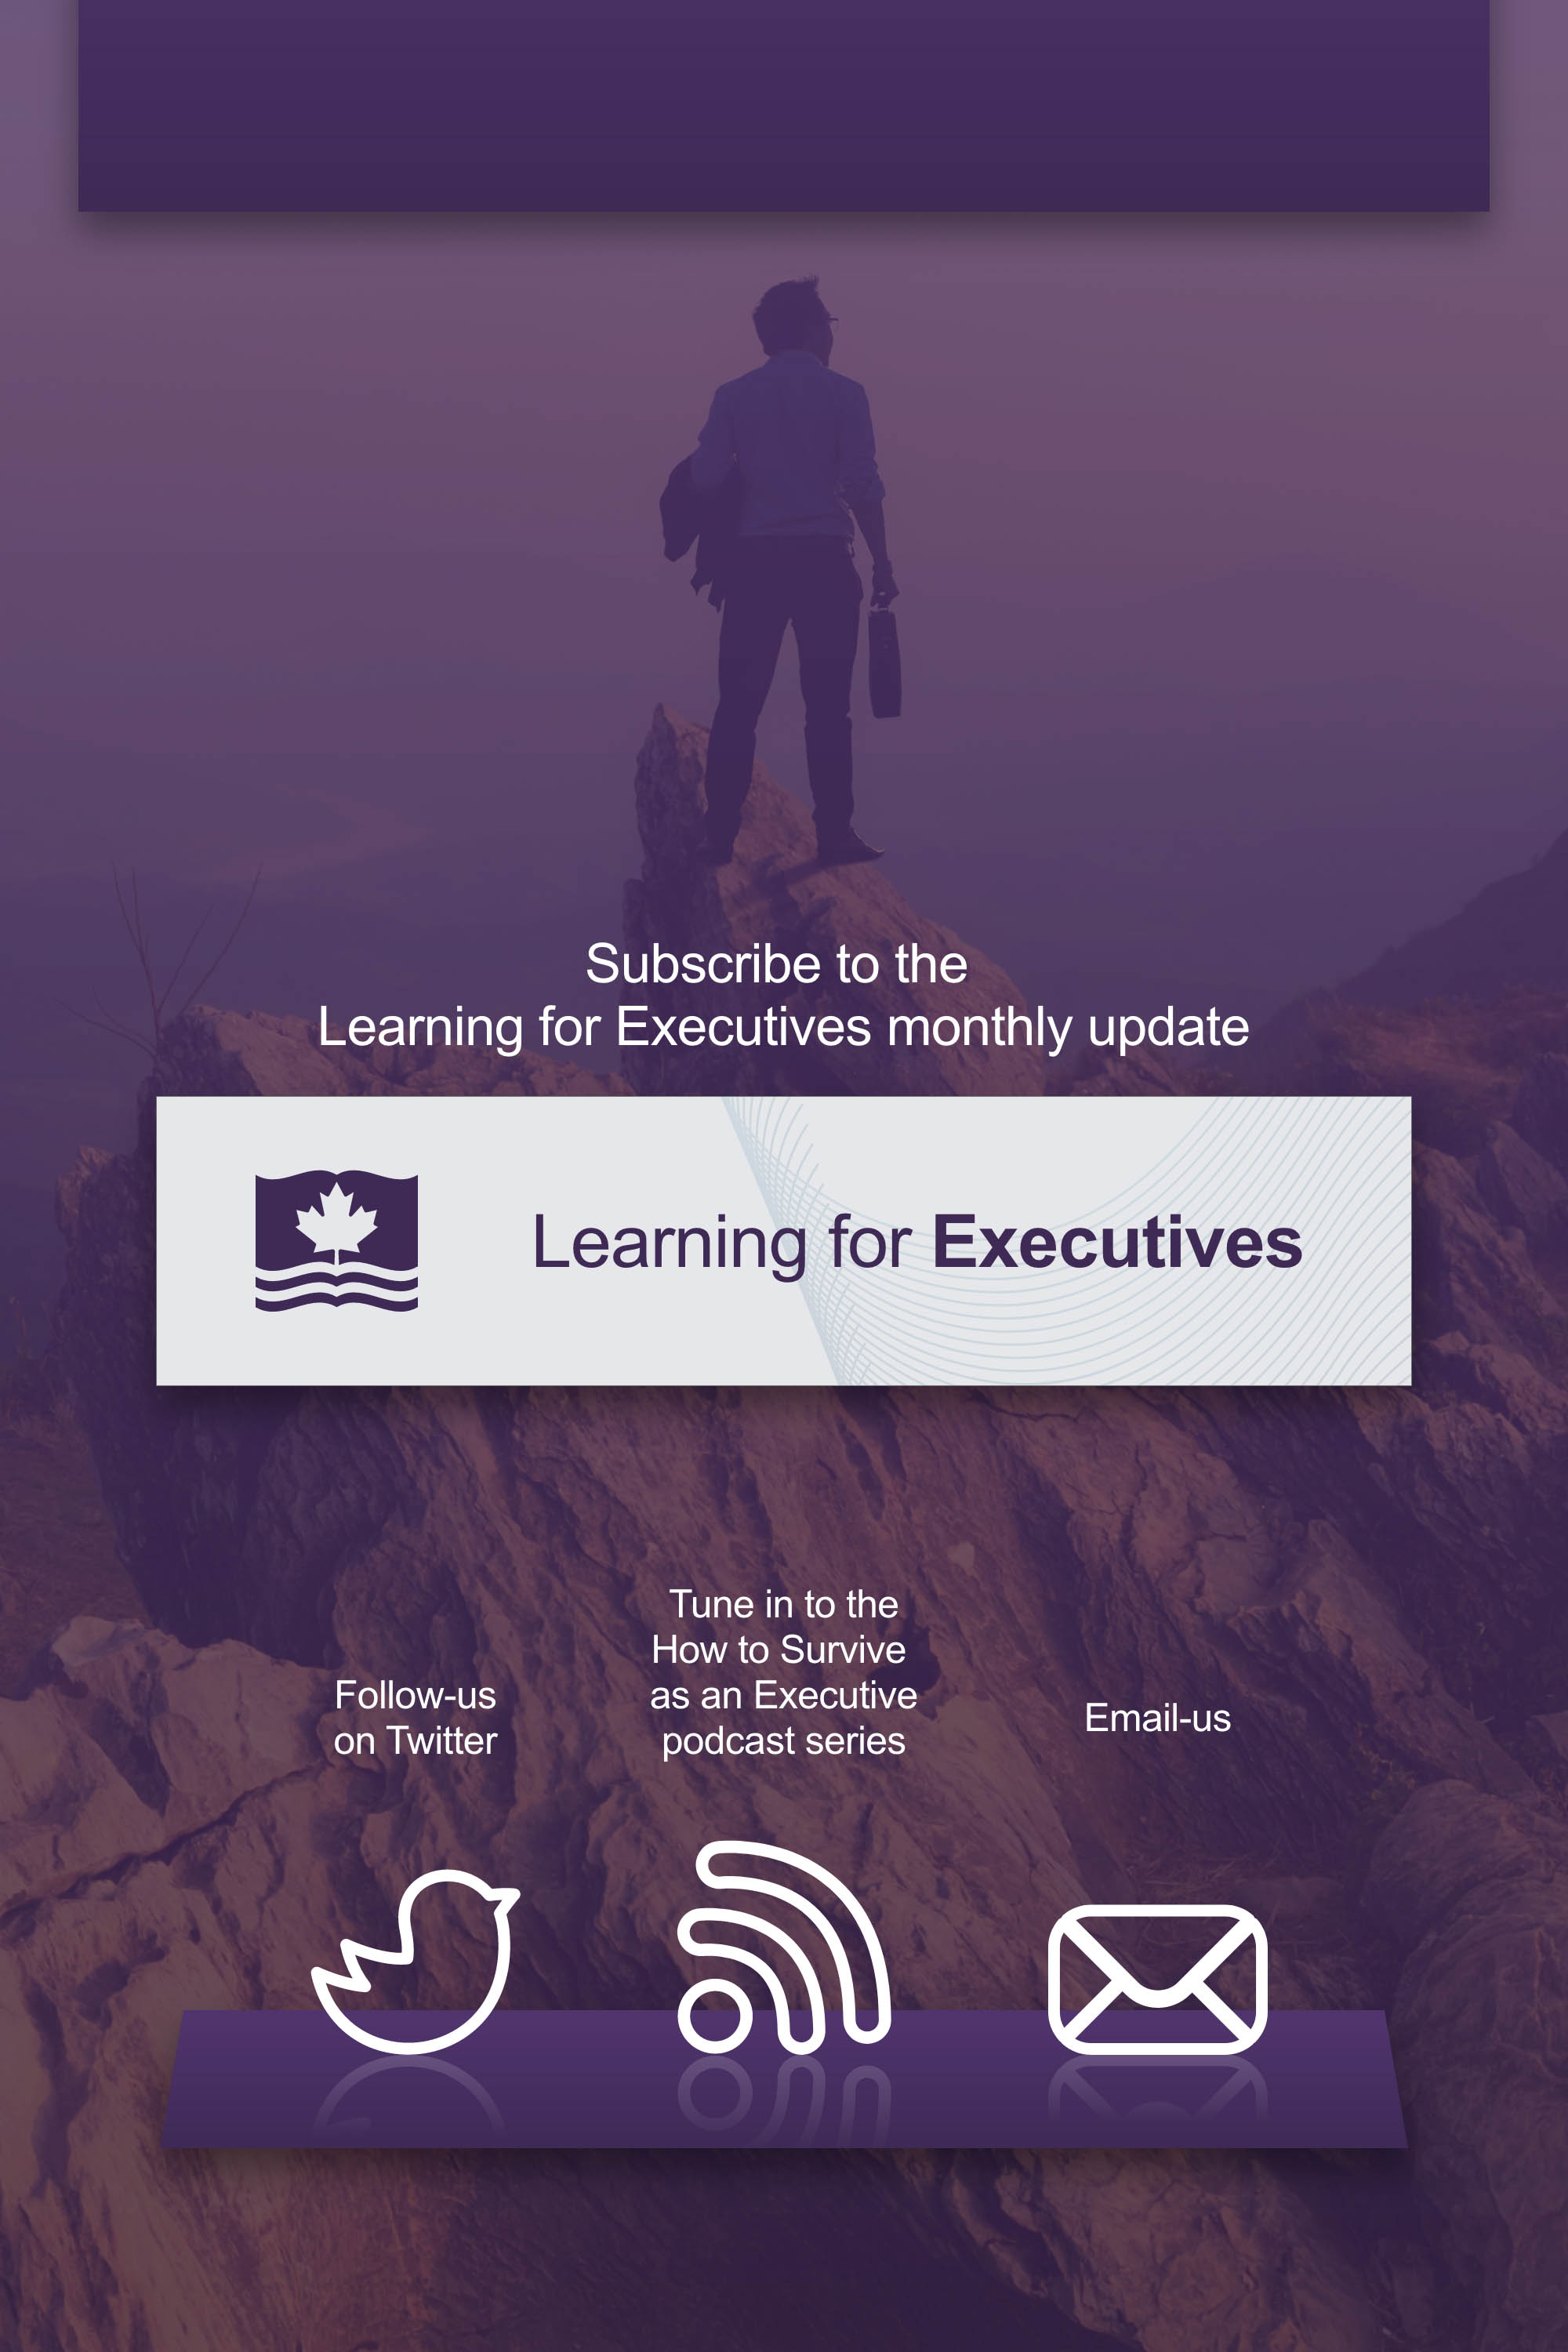 Subscribe to the
Learning for Executives monthly update
Learning for Executives
Follow-us
on Twitter
Tune in to the
How to Survive
as an Executive
podcast series
Email-us